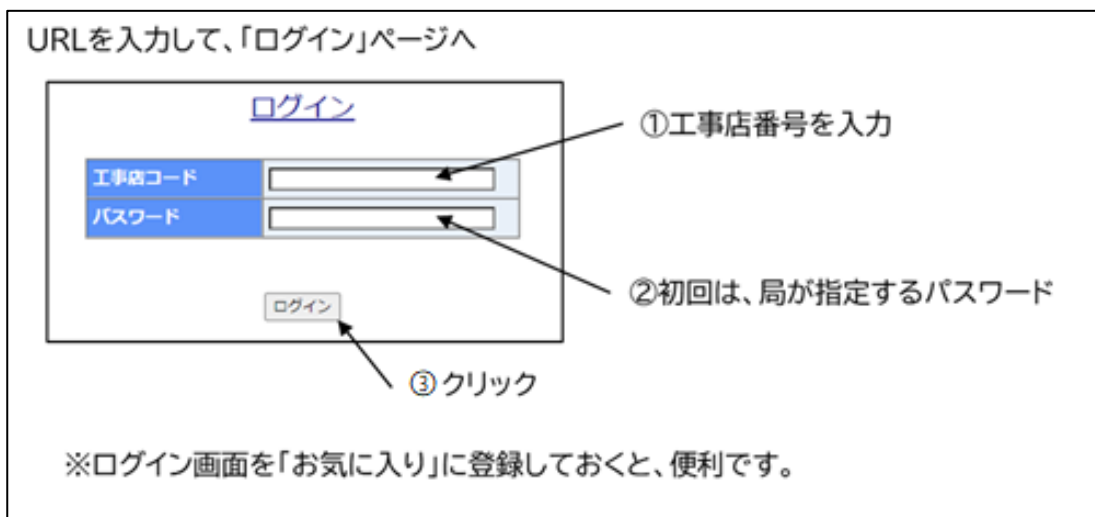 URLを入力して、「ログイン」ページへ
ログイン
①工事店番号を入力
工事店コード
パスワード
②初回は、局が指定するパスワード
ログイン
③クリック
※ログイン画面を「お気に入り」に登録しておくと、便利です。